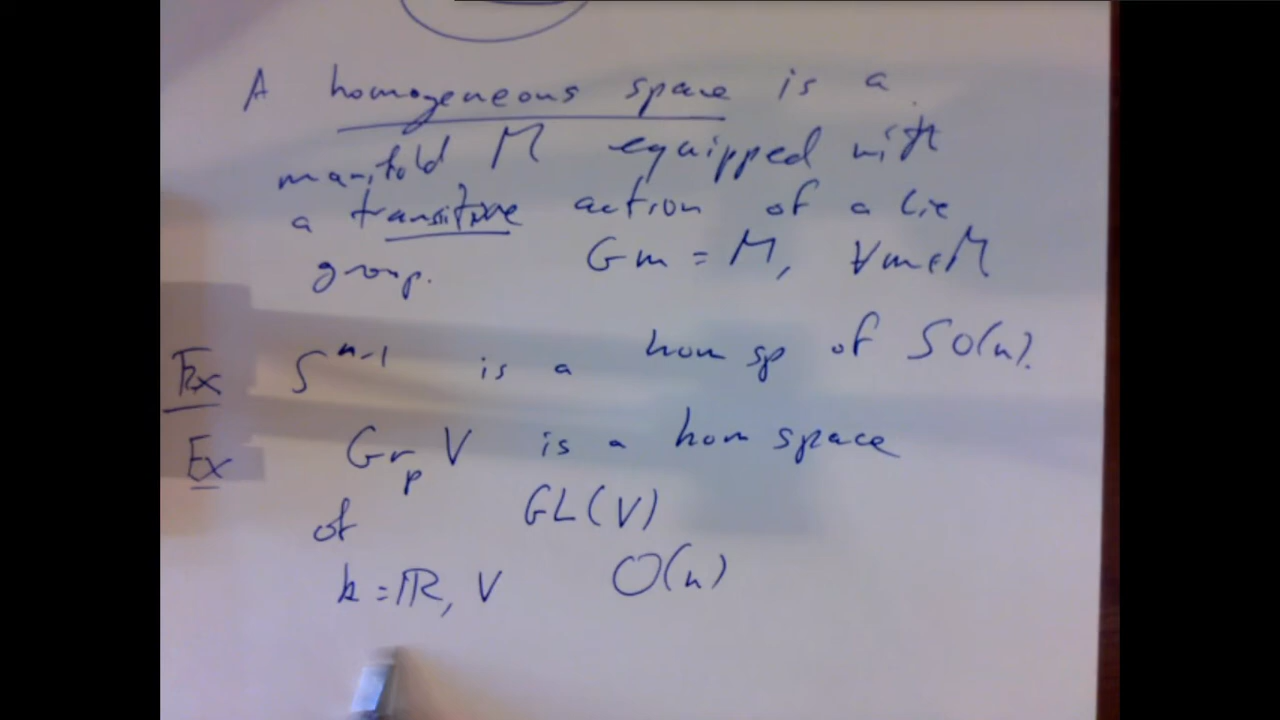 A homogeneous space is a
manifold M equipped with
a transitive action of a Lie
group. Gm = M, ∀m∈M
Ex S^{n-1} is a hom sp of SO(n).
Ex Gr_p V is a hom space
of GL(V)
k = ℝ, V O(n)